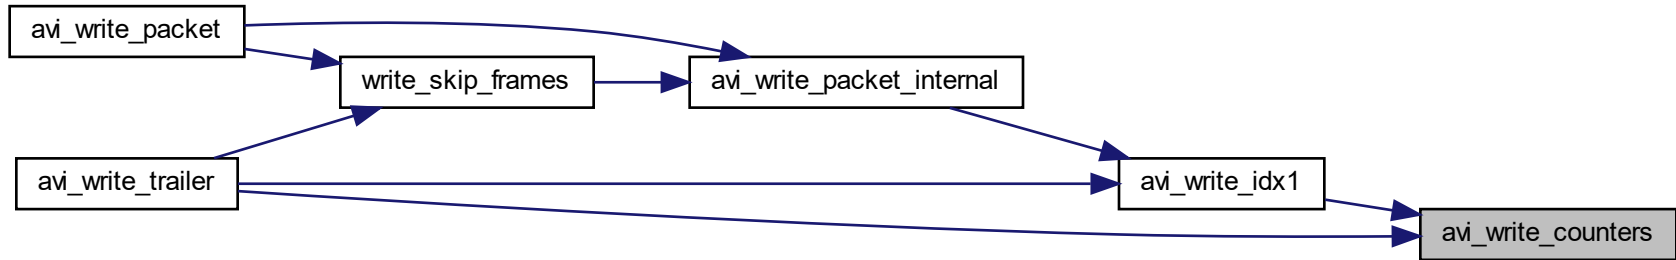 avi_write_packet
write_skip_frames
avi_write_packet_internal
avi_write_trailer
avi_write_idx1
avi_write_counters